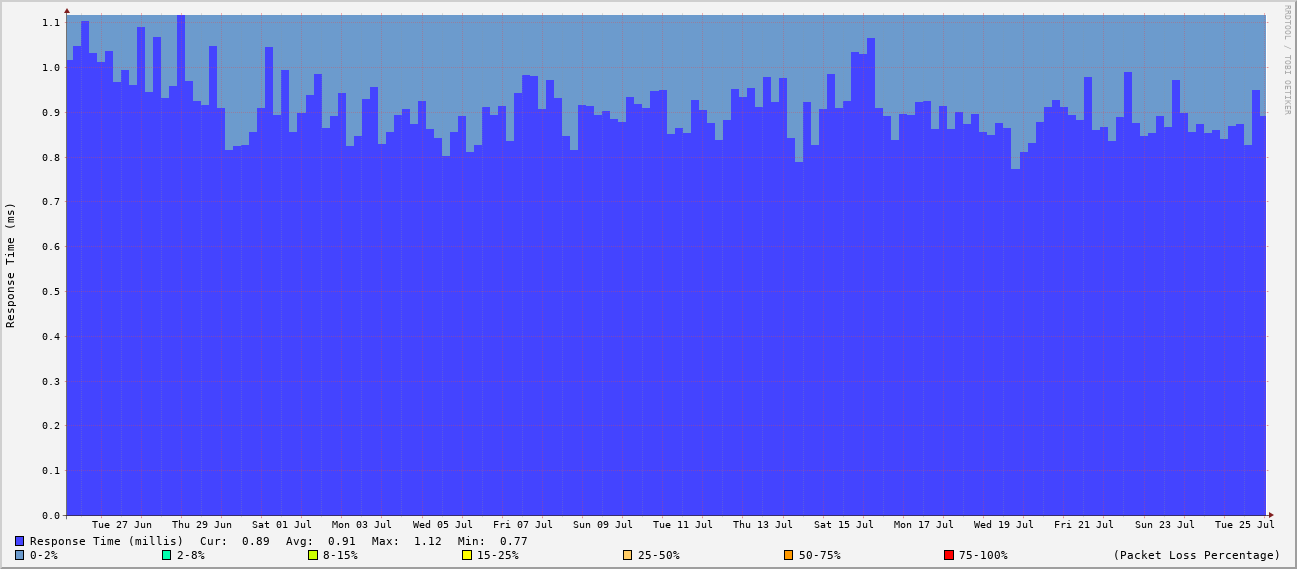 RRDTOOL / TOBI OETIKER
Response Time (ms)
1.1
1.0
0.9
0.8
0.7
0.6
0.5
0.4
0.3
0.2
0.1
0.0
Tue 27 Jun Thu 29 Jun Sat 01 Jul Mon 03 Jul Wed 05 Jul Fri 07 Jul Sun 09 Jul Tue 11 Jul Thu 13 Jul Sat 15 Jul Mon 17 Jul Wed 19 Jul Fri 21 Jul Sun 23 Jul Tue 25 Jul
Response Time (millis) Cur: 0.89 Avg: 0.91 Max: 1.12 Min: 0.77
0-2% 2-8% 8-15% 15-25% 25-50% 50-75% 75-100% (Packet Loss Percentage)